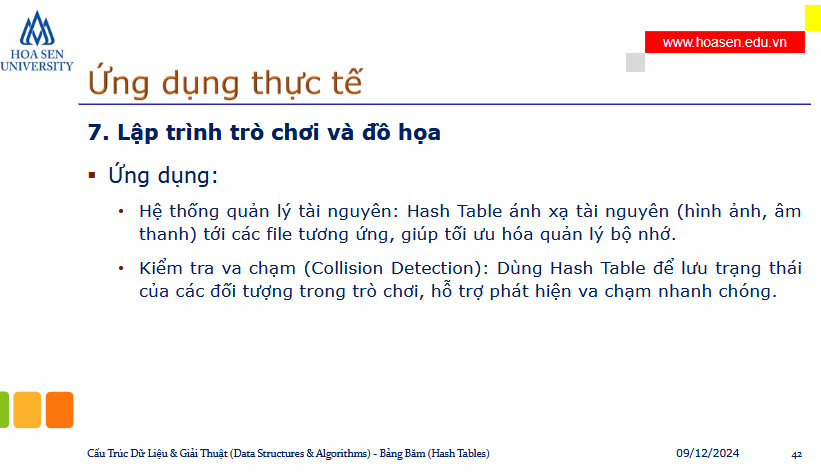 HOA SEN
UNIVERSITY
www.hoasen.edu.vn
Ứng dụng thực tế
7. Lập trình trò chơi và đồ họa
▪ Ứng dụng:
• Hệ thống quản lý tài nguyên: Hash Table ánh xạ tài nguyên (hình ảnh, âm
thanh) tới các file tương ứng, giúp tối ưu hóa quản lý bộ nhớ.
• Kiểm tra va chạm (Collision Detection): Dùng Hash Table để lưu trạng thái
của các đối tượng trong trò chơi, hỗ trợ phát hiện va chạm nhanh chóng.
Cấu Trúc Dữ Liệu & Giải Thuật (Data Structures & Algorithms) - Bảng Băm (Hash Tables)
09/12/2024
42